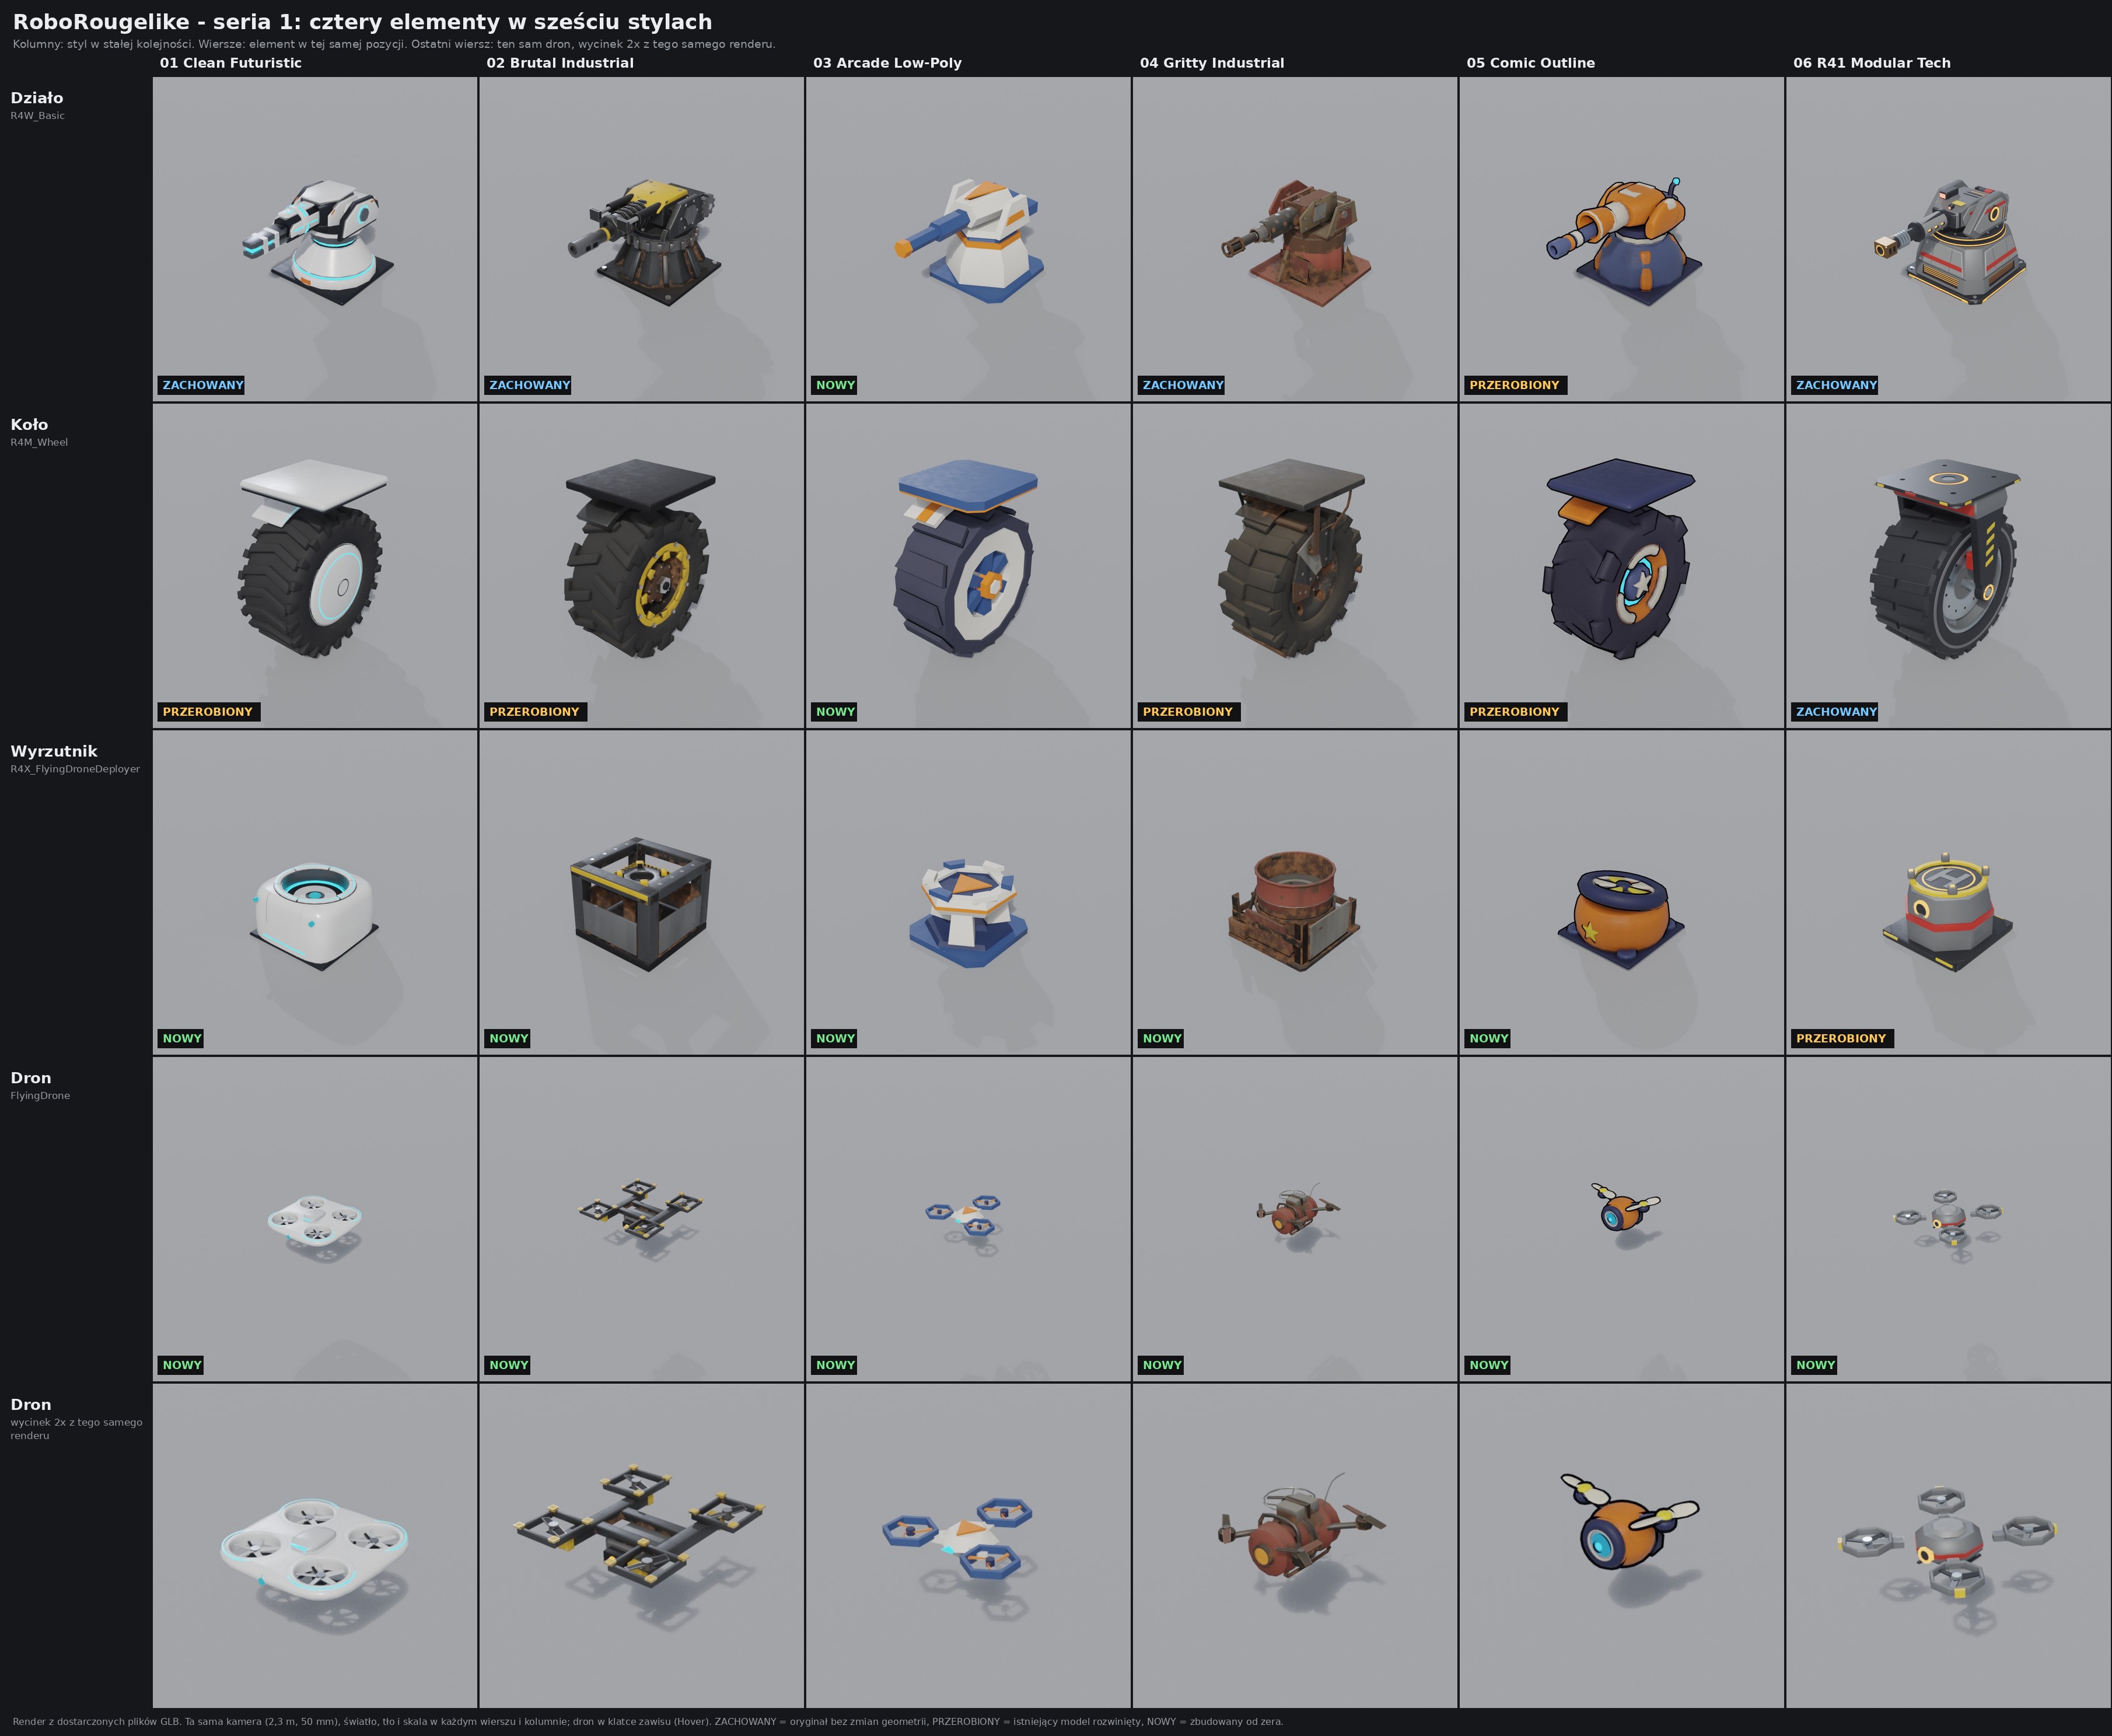 RoboRougelike - seria 1: cztery elementy w sześciu stylach
Kolumny: styl w stałej kolejności. Wiersze: element w tej samej pozycji. Ostatni wiersz: ten sam dron, wycinek 2x z tego samego renderu.
01 Clean Futuristic
02 Brutal Industrial
03 Arcade Low-Poly
04 Gritty Industrial
05 Comic Outline
06 R41 Modular Tech
Działo
R4W_Basic
ZACHOWANY
ZACHOWANY
NOWY
ZACHOWANY
PRZEROBIONY
ZACHOWANY
Koło
R4M_Wheel
PRZEROBIONY
PRZEROBIONY
NOWY
PRZEROBIONY
PRZEROBIONY
ZACHOWANY
Wyrzutnik
R4X_FlyingDroneDeployer
H
NOWY
NOWY
NOWY
NOWY
NOWY
PRZEROBIONY
Dron
FlyingDrone
NOWY
NOWY
NOWY
NOWY
NOWY
NOWY
Dron
wycinek 2x z tego samego
renderu
Render z dostarczonych plików GLB. Ta sama kamera (2,3 m, 50 mm), światło, tło i skala w każdym wierszu i kolumnie; dron w klatce zawisu (Hover). ZACHOWANY = oryginał bez zmian geometrii, PRZEROBIONY = istniejący model rozwinięty, NOWY = zbudowany od zera.